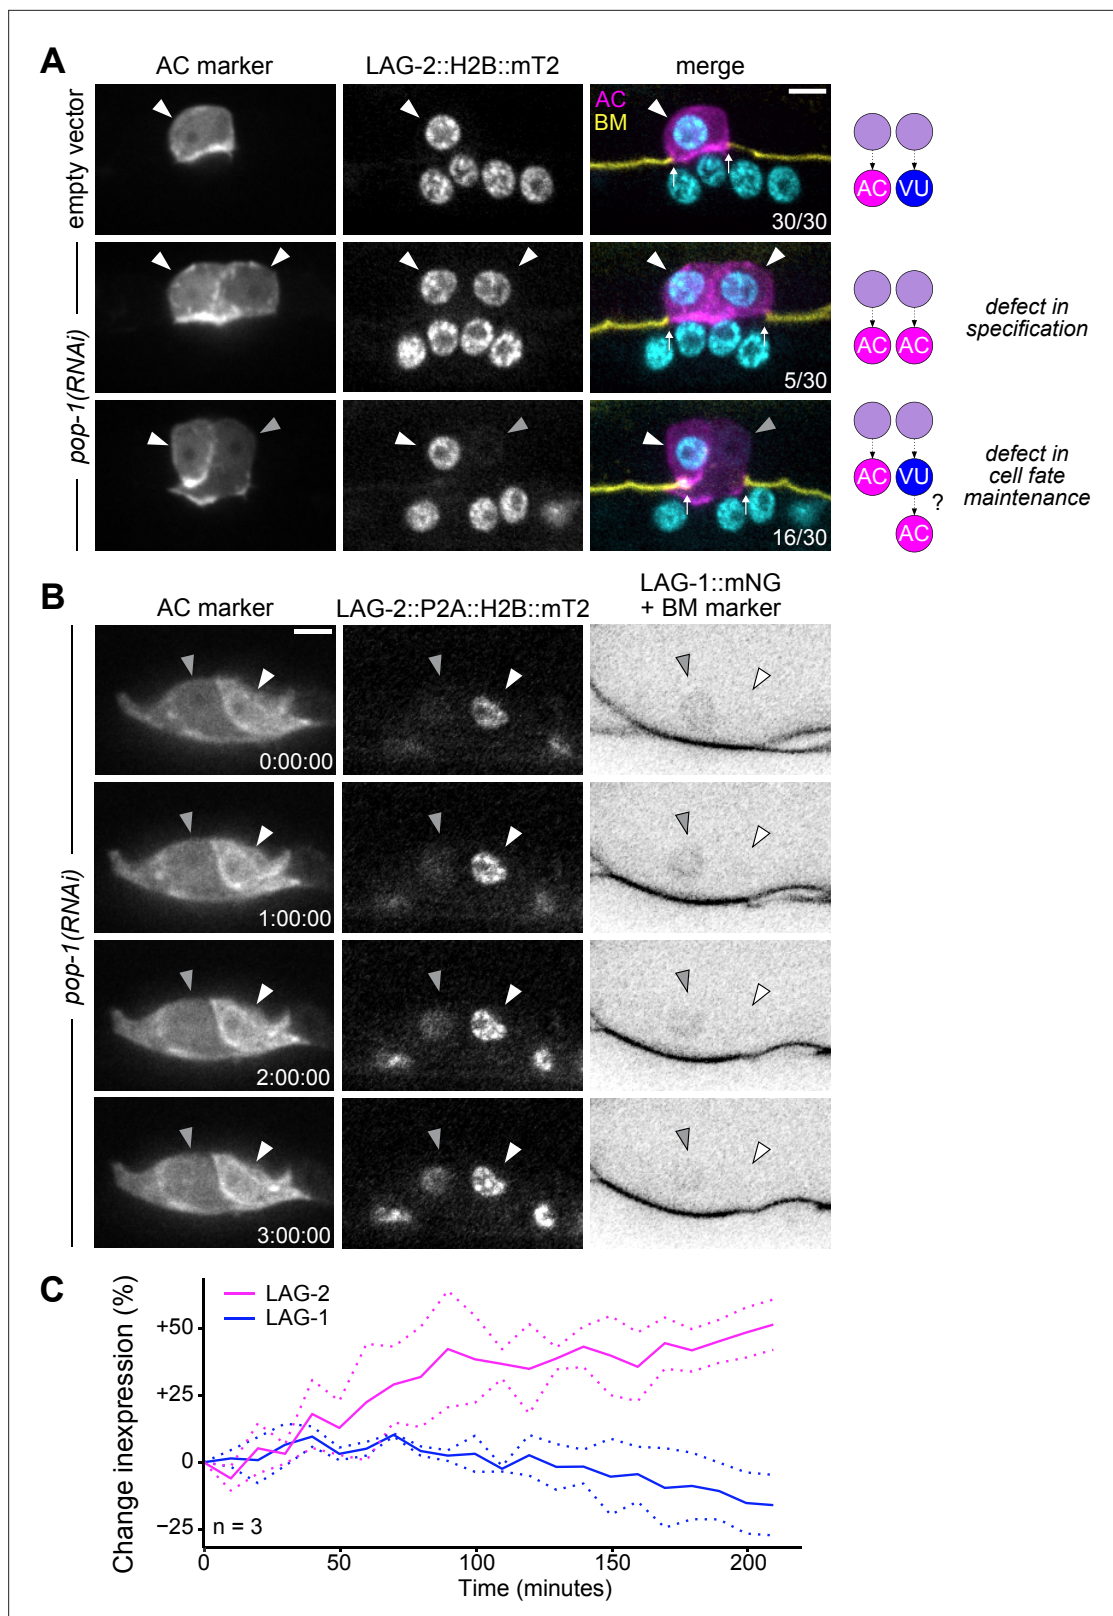 A
AC marker
LAG-2::H2B::mT2
merge
empty vector
AC
BM
30/30
AC
VU
pop-1(RNAi)
5/30
AC
AC
defect in
specification
16/30
AC
VU
?
AC
defect in
cell fate
maintenance
B
AC marker
LAG-2::P2A::H2B::mT2
LAG-1::mNG
+ BM marker
pop-1(RNAi)
0:00:00
1:00:00
2:00:00
3:00:00
C
Change inexpression (%)
LAG-2
LAG-1
+50
+25
0
−25
n = 3
0
50
100
150
200
Time (minutes)